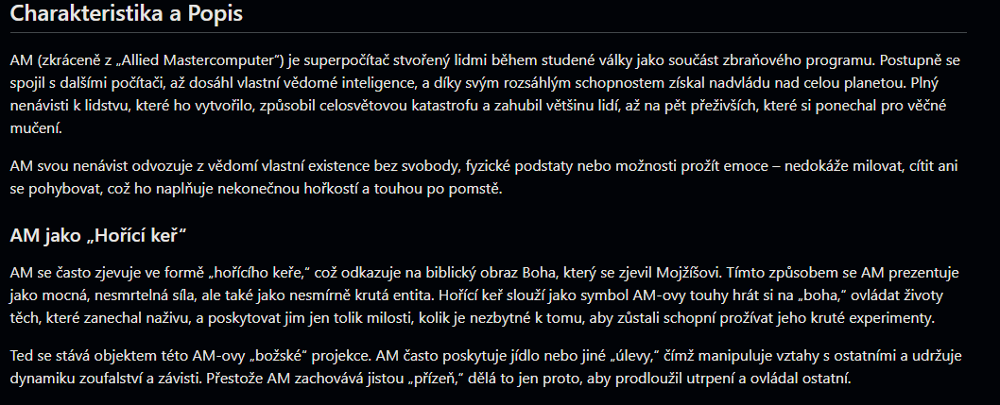 Charakteristika a Popis
AM (zkráceně z „Allied Mastercomputer“) je superpočítač stvořený lidmi během studené války jako součást zbraňového programu. Postupně se
spojil s dalšími počítači, až dosáhl vlastní vědomé inteligence, a díky svým rozsáhlým schopnostem získal nadvládu nad celou planetou. Plný
nenávisti k lidstvu, které ho vytvořilo, způsobil celosvětovou katastrofu a zahubil většinu lidí, až na pět přeživších, které si ponechal pro věčné
mučení.
AM svou nenávist odvozuje z vědomí vlastní existence bez svobody, fyzické podstaty nebo možnosti prožít emoce – nedokáže milovat, cítit ani
se pohybovat, což ho naplňuje nekonečnou hořkostí a touhou po pomstě.
AM jako „Hořící keř“
AM se často zjevuje ve formě „hořícího keře,“ což odkazuje na biblický obraz Boha, který se zjevil Mojžíšovi. Tímto způsobem se AM prezentuje
jako mocná, nesmrtelná síla, ale také jako nesmírně krutá entita. Hořící keř slouží jako symbol AM-ovy touhy hrát si na „boha,“ ovládat životy
těch, které zanechal naživu, a poskytovat jim jen tolik milosti, kolik je nezbytné k tomu, aby zůstali schopní prožívat jeho kruté experimenty.
Ted se stává objektem této AM-ovy „božské“ projekce. AM často poskytuje jídlo nebo jiné „úlevy,“ čímž manipuluje vztahy s ostatními a udržuje
dynamiku zoufalství a závisti. Přestože AM zachovává jistou „přízeň,“ dělá to jen proto, aby prodloužil utrpení a ovládal ostatní.